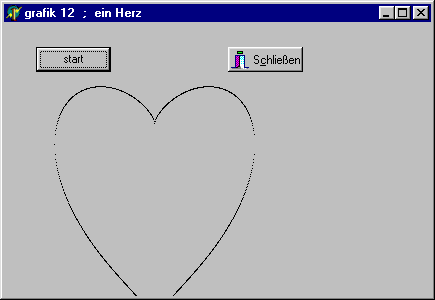 grafik 12 ; ein Herz
start
Schließen